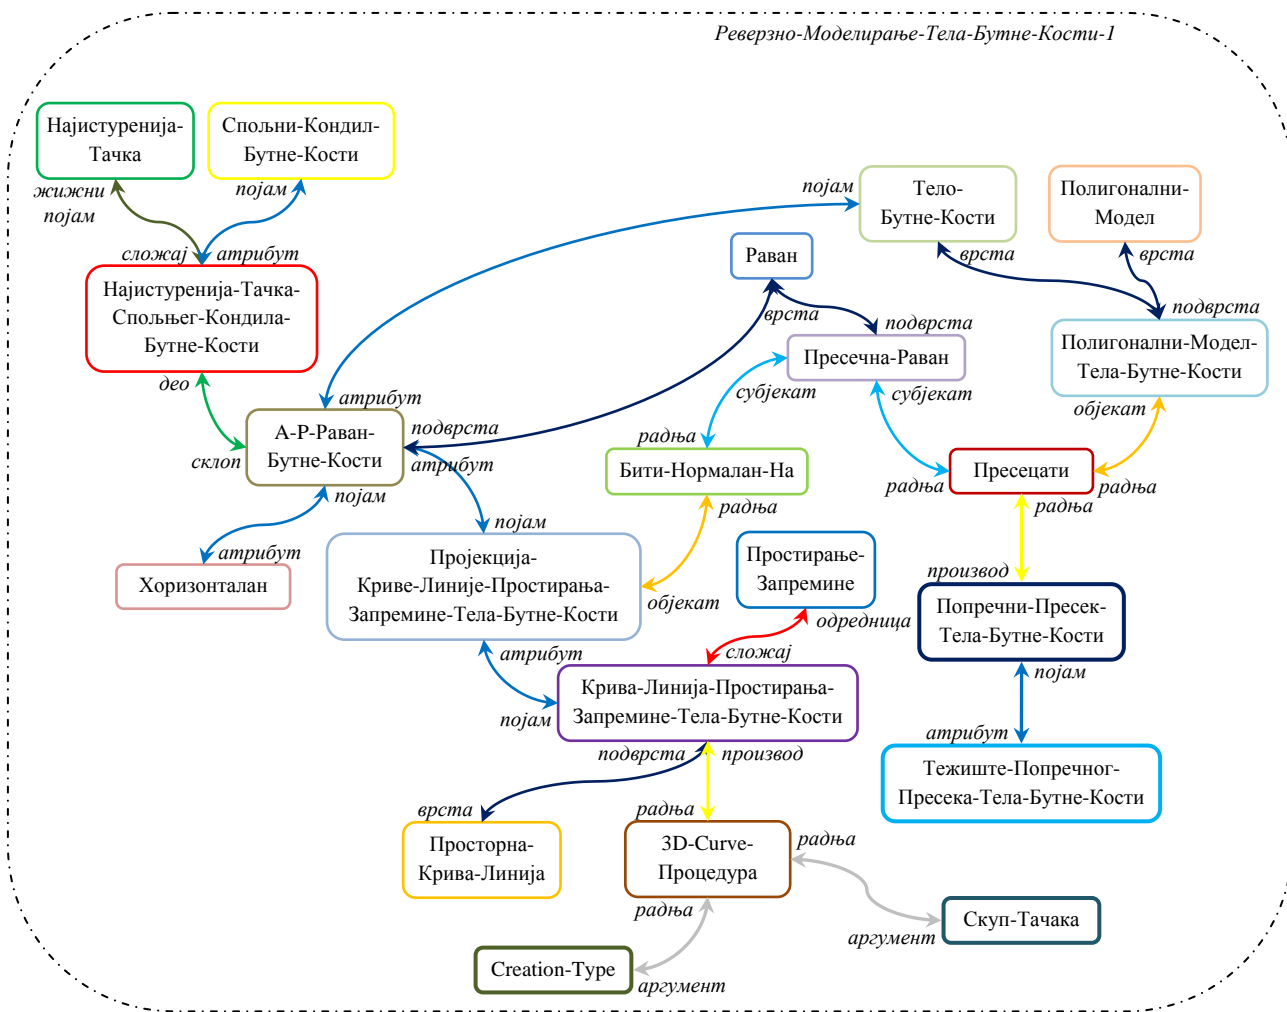 Реверзно-Моделирање-Тела-Бутне-Кости-1
Најистуренија-
Тачка
Спољни-Кондил-
Бутне-Кости
жижни
појам
појам
сложај
атрибут
Најистуренија-Тачка-
Спољњег-Кондила-
Бутне-Кости
део
склоп
појам
Тело-
Бутне-Кости
Полигонални-
Модел
врста
врста
Раван
врста
подврста
подврста
Пресечна-Раван
Полигонални-Модел-
Тела-Бутне-Кости
субјекат
субјекат
објекат
атрибут
А-Р-Раван-
Бутне-Кости
подврста
атрибут
појам
атрибут
Хоризонталан
радња
Бити-Нормалан-На
радња
радња
Пресецати
радња
радња
појам
Пројекција-
Криве-Линије-Простирања-
Запремине-Тела-Бутне-Кости
објекат
Простирање-
Запремине
одредница
производ
Попречни-Пресек-
Тела-Бутне-Кости
атрибут
сложај
појам
појам
Крива-Линија-Простирања-
Запремине-Тела-Бутне-Кости
атрибут
Тежиште-Попречног-
Пресека-Тела-Бутне-Кости
подврста
производ
врста
радња
Просторна-
Крива-Линија
3D-Curve-
Процедура
радња
радња
Скуп-Тачака
аргумент
Creation-Type
аргумент